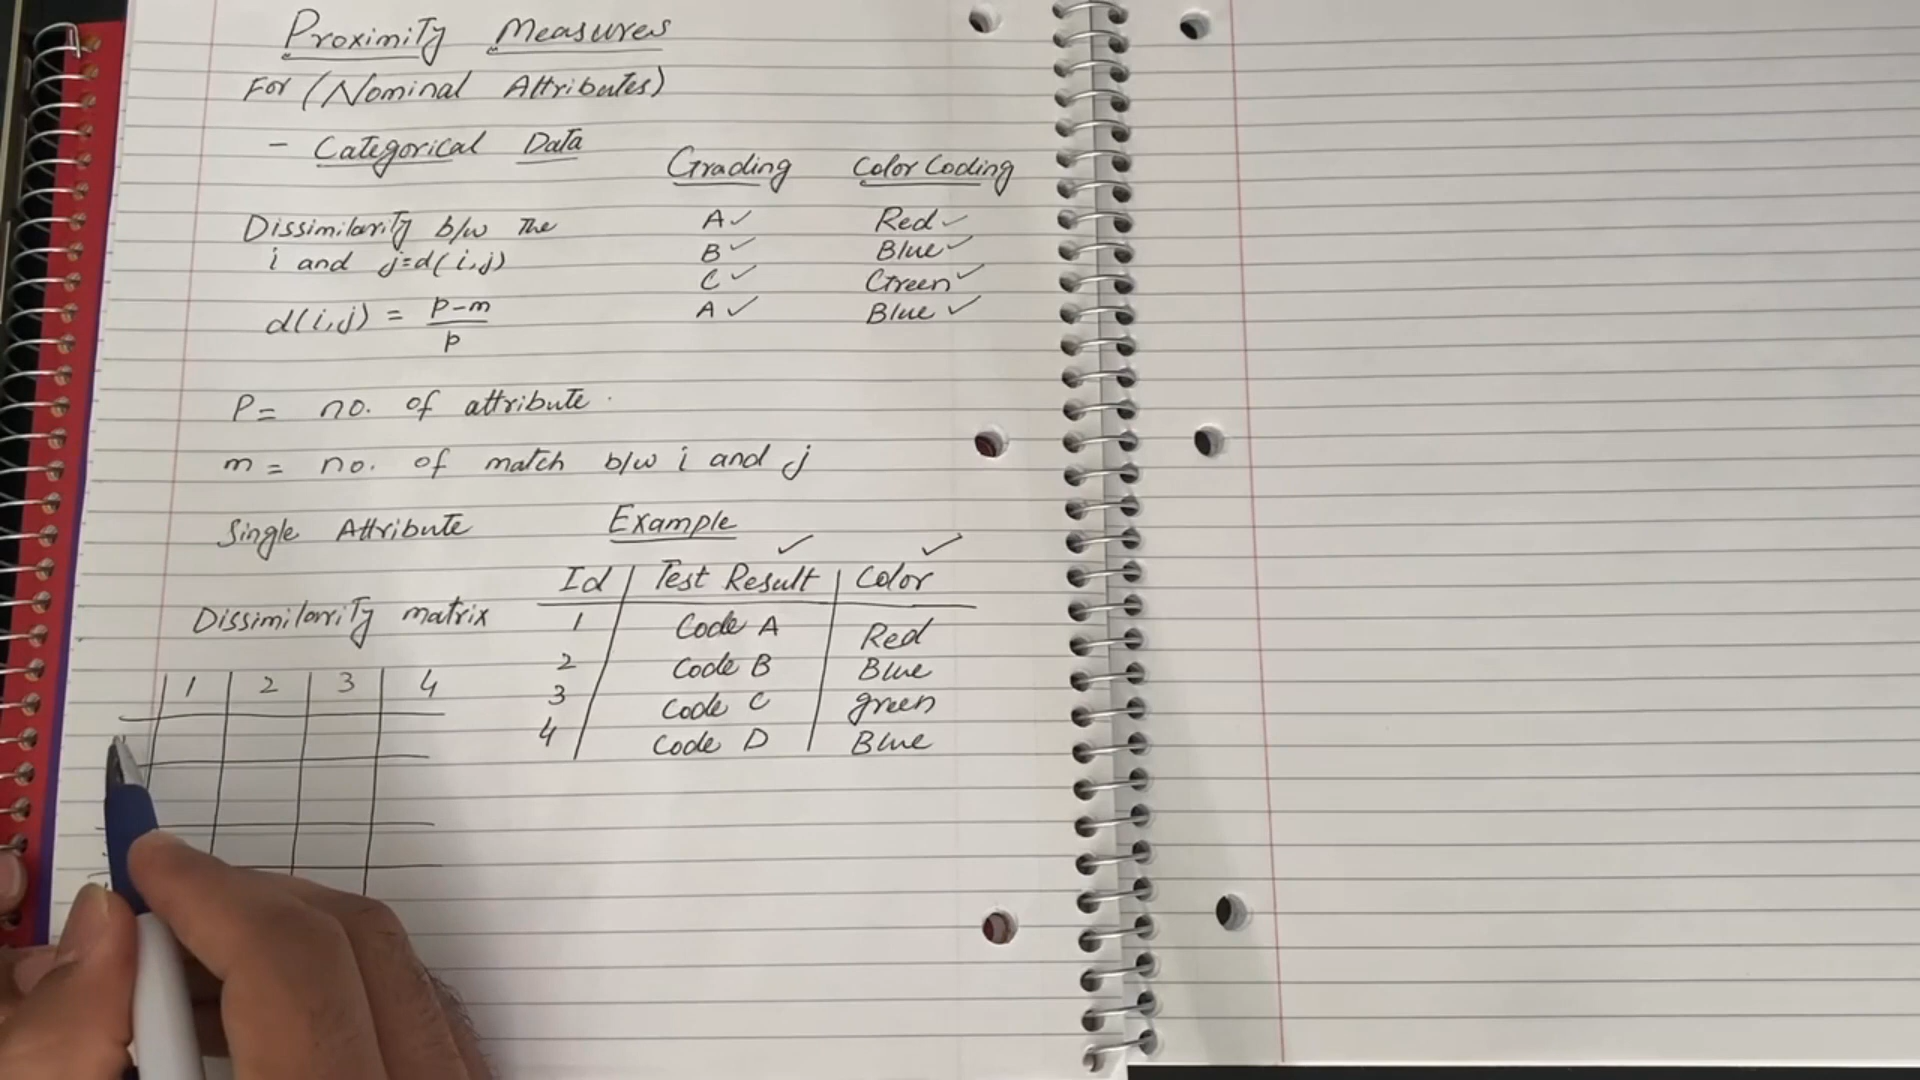 Proximity Measures
For (Nominal Attributes)
- Categorical Data
Grading Color Coding
A✓ Red✓
B✓ Blue✓
C✓ Green✓
A✓ Blue✓
Dissimilarity b/w The
i and j=d(i,j)
d(i,j) = p-m
p
P= no. of attribute.
m = no. of match b/w i and j
Single Attribute
Example
✓ ✓
Id Test Result Color
1 Code A Red
2 Code B Blue
3 Code C green
4 Code D Blue
Dissimilarity matrix
1 2 3 4